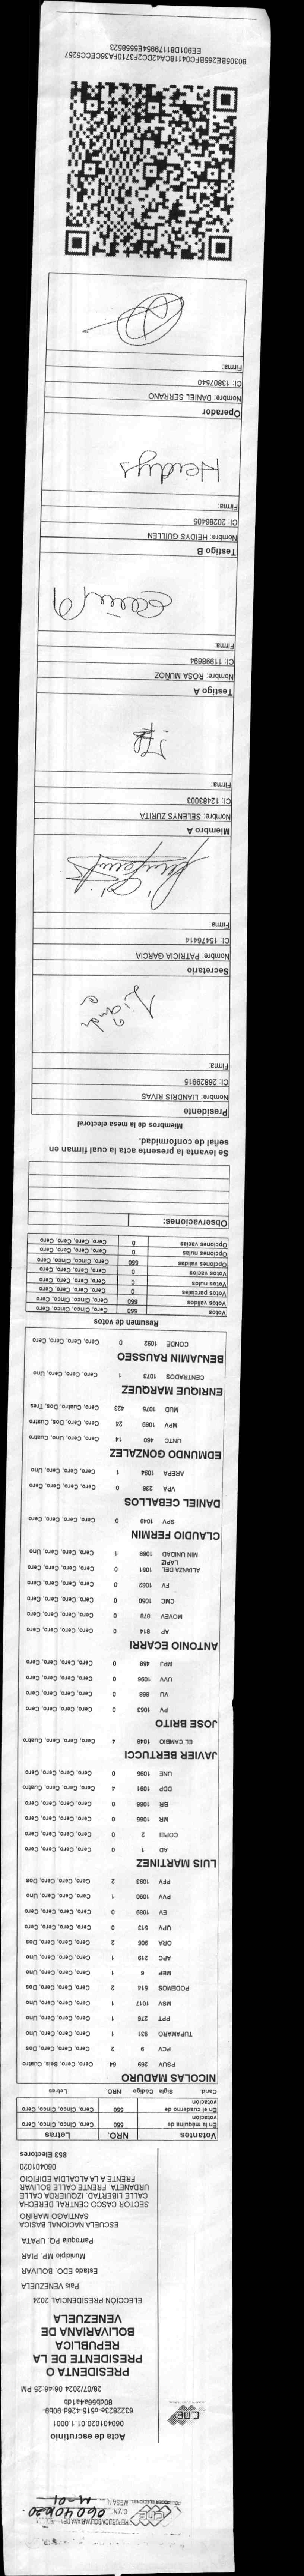 REPUBLICA BOLIVARIANA DE
CNE C.V.N° 060401020
PODER ELECTORAL MESA N. M-01
Acta de escrutinio
060401020.01.1.0001
CNE
6322823e-c515-426d-90b9-
80db56a4a1db
28/07/2024 06:46:25 PM
PRESIDENTA O
PRESIDENTE DE LA
REPUBLICA
BOLIVARIANA DE
VENEZUELA
ELECCIÓN PRESIDENCIAL 2024
Pais VENEZUELA
Estado EDO. BOLIVAR
Municipio MP. PIAR
Parroquia PQ. UPATA
ESCUELA NACIONAL BASICA
SANTIAGO MARIÑO
SECTOR CASCO CENTRAL DERECHA
CALLE LIBERTAD. IZQUIERDA CALLE
URDANETA. FRENTE CALLE BOLIVAR
FRENTE A LA ALCALDIA EDIFICIO
060401020
853 Electores
Votantes NRO. Letras
En la máquina de votación 550 Cero, Cinco, Cinco, Cero
En el cuaderno de votación 550 Cero, Cinco, Cinco, Cero
Cand. Sigla Código NRO. Letras
NICOLAS MADURO
PSUV 269 64 Cero, Cero, Seis, Cuatro
PCV 9 2 Cero, Cero, Cero, Dos
TUPAMARO 931 1 Cero, Cero, Cero, Uno
PPT 276 1 Cero, Cero, Cero, Uno
MSV 1017 1 Cero, Cero, Cero, Uno
PODEMOS 514 2 Cero, Cero, Cero, Dos
MEP 6 1 Cero, Cero, Cero, Uno
APC 219 1 Cero, Cero, Cero, Uno
ORA 906 2 Cero, Cero, Cero, Dos
UPV 513 0 Cero, Cero, Cero, Cero
EV 1089 0 Cero, Cero, Cero, Cero
PVV 1090 1 Cero, Cero, Cero, Uno
PFV 1093 2 Cero, Cero, Cero, Dos
LUIS MARTINEZ
AD 1 0 Cero, Cero, Cero, Cero
COPEI 2 0 Cero, Cero, Cero, Cero
MR 1065 0 Cero, Cero, Cero, Cero
BR 1066 0 Cero, Cero, Cero, Cero
DDP 1091 4 Cero, Cero, Cero, Cuatro
UNE 1095 0 Cero, Cero, Cero, Cero
JAVIER BERTUCCI
EL CAMBIO 1048 4 Cero, Cero, Cero, Cuatro
JOSE BRITO
PV 1053 0 Cero, Cero, Cero, Cero
VU 868 0 Cero, Cero, Cero, Cero
UVV 1096 0 Cero, Cero, Cero, Cero
MPJ 458 0 Cero, Cero, Cero, Cero
ANTONIO ECARRI
AP 814 0 Cero, Cero, Cero, Cero
MOVEV 878 0 Cero, Cero, Cero, Cero
CMC 1050 0 Cero, Cero, Cero, Cero
FV 1062 0 Cero, Cero, Cero, Cero
ALIANZA DEL LAPIZ 1051 0 Cero, Cero, Cero, Cero
MIN UNIDAD 1068 1 Cero, Cero, Cero, Uno
CLAUDIO FERMIN
SPV 1049 0 Cero, Cero, Cero, Cero
DANIEL CEBALLOS
VPA 236 0 Cero, Cero, Cero, Cero
AREPA 1094 1 Cero, Cero, Cero, Uno
EDMUNDO GONZALEZ
UNTC 460 14 Cero, Cero, Uno, Cuatro
MPV 1069 24 Cero, Cero, Dos, Cuatro
MUD 1075 423 Cero, Cuatro, Dos, Tres
ENRIQUE MARQUEZ
CENTRADOS 1073 1 Cero, Cero, Cero, Uno
BENJAMIN RAUSSEO
CONDE 1092 0 Cero, Cero, Cero, Cero
Resumen de votos
Votos 550 Cero, Cinco, Cinco, Cero
Votos validos 550 Cero, Cinco, Cinco, Cero
Votos parciales 0 Cero, Cero, Cero, Cero
Votos nulos 0 Cero, Cero, Cero, Cero
Votos vacios 0 Cero, Cero, Cero, Cero
Opciones validas 550 Cero, Cinco, Cinco, Cero
Opciones nulas 0 Cero, Cero, Cero, Cero
Opciones vacias 0 Cero, Cero, Cero, Cero
Observaciones:
Se levanta la presente acta la cual firman en
señal de conformidad.
Miembros de la mesa electoral
Presidente
Nombre: LIANDRIS RIVAS
CI: 26829915
Firma:
Secretario
Nombre: PATRICIA GARCIA
CI: 15476414
Firma:
Miembro A
Nombre: SELENYS ZURITA
CI: 12483003
Firma:
Testigo A
Nombre: ROSA MUÑOZ
CI: 11998694
Firma:
Testigo B
Nombre: HEIDYS GUILLEN
CI: 20286405
Firma:
Heidys
Operador
Nombre: DANIEL SERRANO
CI: 13807540
Firma:
80305BE265BFC04118CA42DC2F3710FA36CECC5257
EE901D81179954E5558523